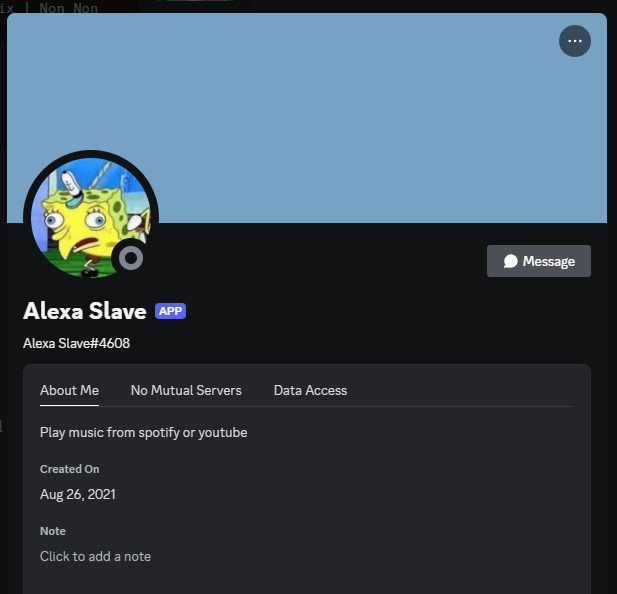 ix | Non Non
Message
Alexa Slave APP
Alexa Slave#4608
About Me No Mutual Servers Data Access
Play music from spotify or youtube
Created On
Aug 26, 2021
Note
Click to add a note